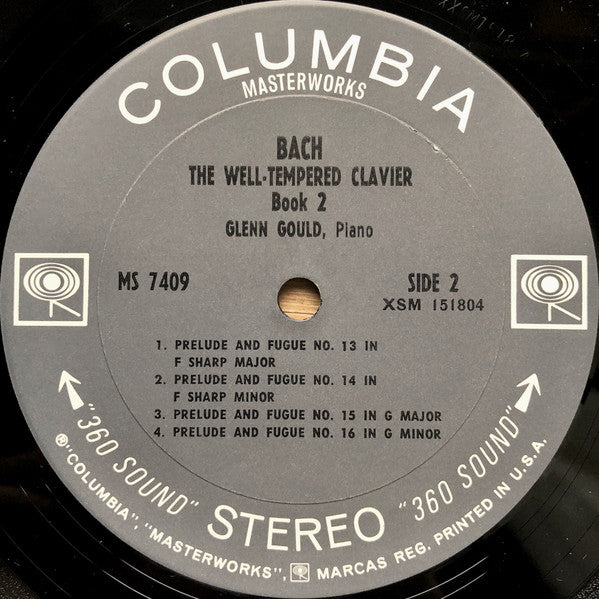 COLUMBIA
MASTERWORKS
BACH
THE WELL-TEMPERED CLAVIER
Book 2
GLENN GOULD, Piano
MS 7409
SIDE 2
XSM 151804
1. PRELUDE AND FUGUE NO. 13 IN
F SHARP MAJOR
2. PRELUDE AND FUGUE NO. 14 IN
F SHARP MINOR
3. PRELUDE AND FUGUE NO. 15 IN G MAJOR
4. PRELUDE AND FUGUE NO. 16 IN G MINOR
"360 SOUND" STEREO "360 SOUND"
®"COLUMBIA", "MASTERWORKS", MARCAS REG. PRINTED IN U.S.A.